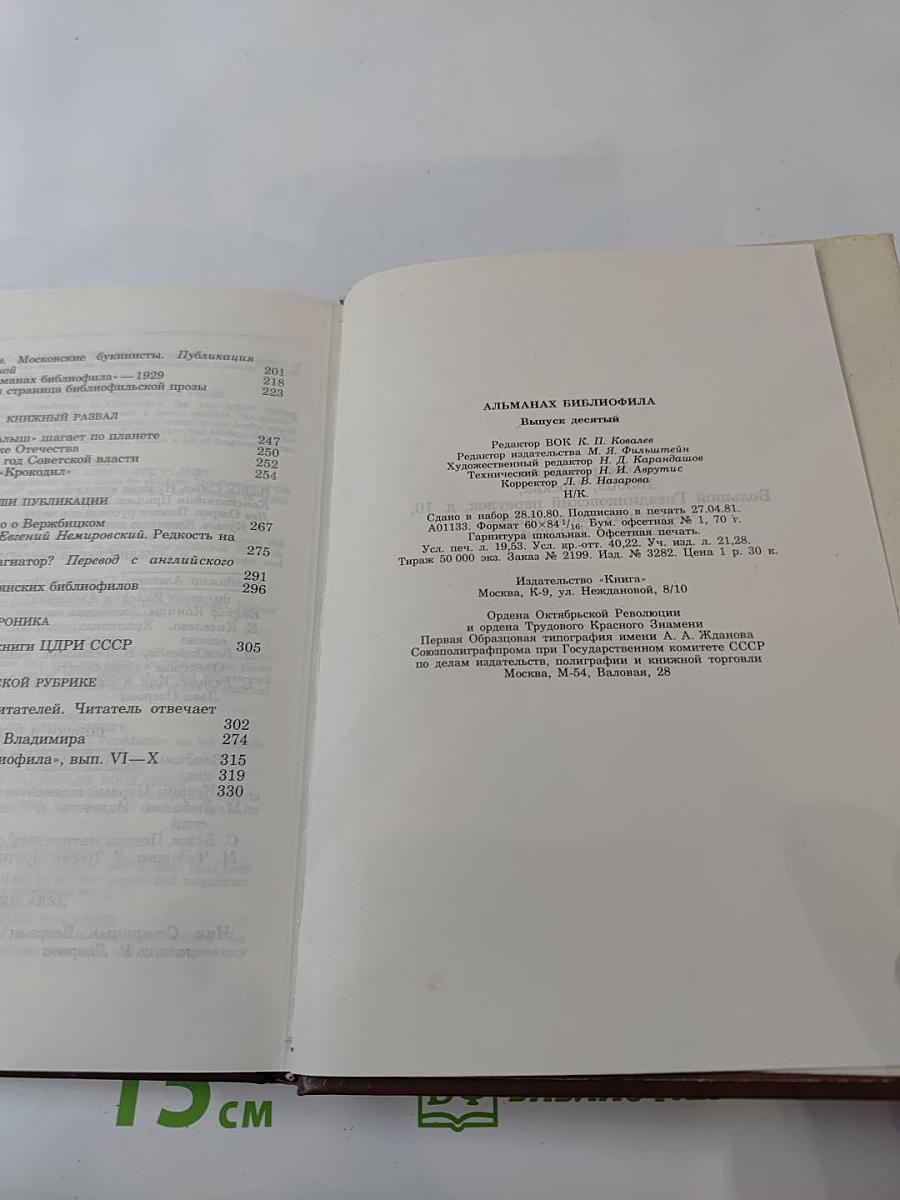 в. Московские букинисты. Публикация
ной
201
манах библиофила» — 1929
218
я страница библиофильской прозы
223
КНИЖНЫЙ РАЗВАЛ
алыш» шагает по планете
247
ке Отечества
250
год Советской власти
252
«Крокодил»
254
ШИ ПУБЛИКАЦИИ
о о Вержбицком
267
Евгений Немировский. Редкость на
275
агиатор? Перевод с английского
291
янских библиофилов
296
РОНИКА
книги ЦДРИ СССР
305
СКОЙ РУБРИКЕ
итателей. Читатель отвечает
302
Владимира
274
иофила», вып. VI—X
315
319
330
АЛЬМАНАХ БИБЛИОФИЛА
Выпуск десятый
Редактор ВОК К. П. Ковалев
Редактор издательства М. Я. Фильштейн
Художественный редактор Н. Д. Карандашов
Технический редактор Н. И. Аврутис
Корректор Л. В. Назарова
Н/К.
Сдано в набор 28.10.80. Подписано в печать 27.04.81.
А01133. Формат 60×84 1/16. Бум. офсетная № 1, 70 г.
Гарнитура школьная. Офсетная печать.
Усл. печ. л. 19,53. Усл. кр.-отт. 40,22. Уч. изд. л. 21,28.
Тираж 50 000 экз. Заказ № 2199. Изд. № 3282. Цена 1 р. 30 к.
Издательство «Книга»
Москва, К-9, ул. Неждановой, 8/10
Ордена Октябрьской Революции
и ордена Трудового Красного Знамени
Первая Образцовая типография имени А. А. Жданова
Союзполиграфпрома при Государственном комитете СССР
по делам издательств, полиграфии и книжной торговли
Москва, М-54, Валовая, 28
15 см